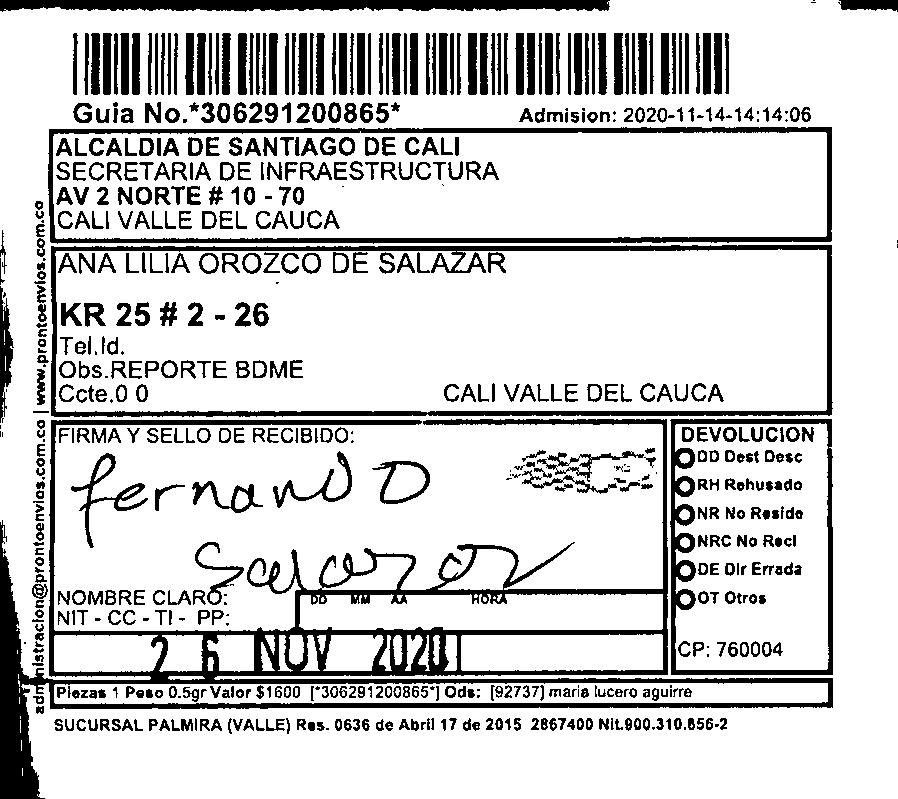 Guia No.*306291200865*
Admision: 2020-11-14-14:14:06
ALCALDIA DE SANTIAGO DE CALI
SECRETARIA DE INFRAESTRUCTURA
AV 2 NORTE # 10 - 70
CALI VALLE DEL CAUCA
ANA LILIA OROZCO DE SALAZAR
KR 25 # 2 - 26
Tel.Id.
Obs.REPORTE BDME
Ccte.0 0
CALI VALLE DEL CAUCA
administracion@prontoenvios.com.co | www.prontoenvios.com.co
FIRMA Y SELLO DE RECIBIDO:
fernanDo
Salazar
NOMBRE CLARO:
NIT - CC - TI - PP:
DD MM AA HORA
26 NOV 2020
DEVOLUCION
DD Dest Desc
RH Rehusado
NR No Reside
NRC No Recl
DE Dir Errada
OT Otros
CP: 760004
Piezas 1 Peso 0.5gr Valor $1600 [*306291200865*] Ods: [92737] maria lucero aguirre
SUCURSAL PALMIRA (VALLE) Res. 0636 de Abril 17 de 2015 2867400 Nit.900.310.856-2